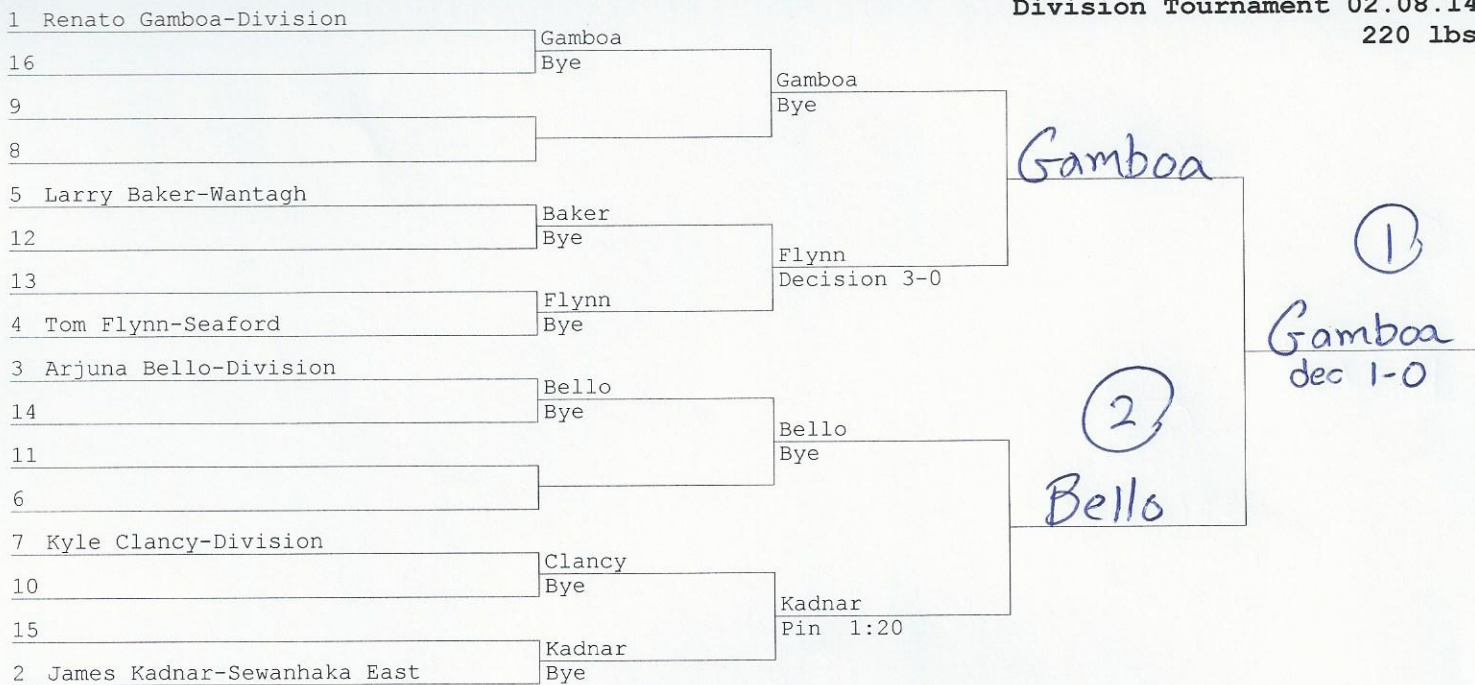 Division Tournament 02.08.14
220 lbs
1 Renato Gamboa-Division
16
9
8
5 Larry Baker-Wantagh
12
13
4 Tom Flynn-Seaford
3 Arjuna Bello-Division
14
11
6
7 Kyle Clancy-Division
10
15
2 James Kadnar-Sewanhaka East
Gamboa
Bye
Baker
Bye
Flynn
Bye
Bello
Bye
Clancy
Bye
Kadnar
Bye
Gamboa
Bye
Flynn
Decision 3-0
Bello
Bye
Kadnar
Pin 1:20
Gamboa
2
Bello
1
Gamboa
dec 1-0